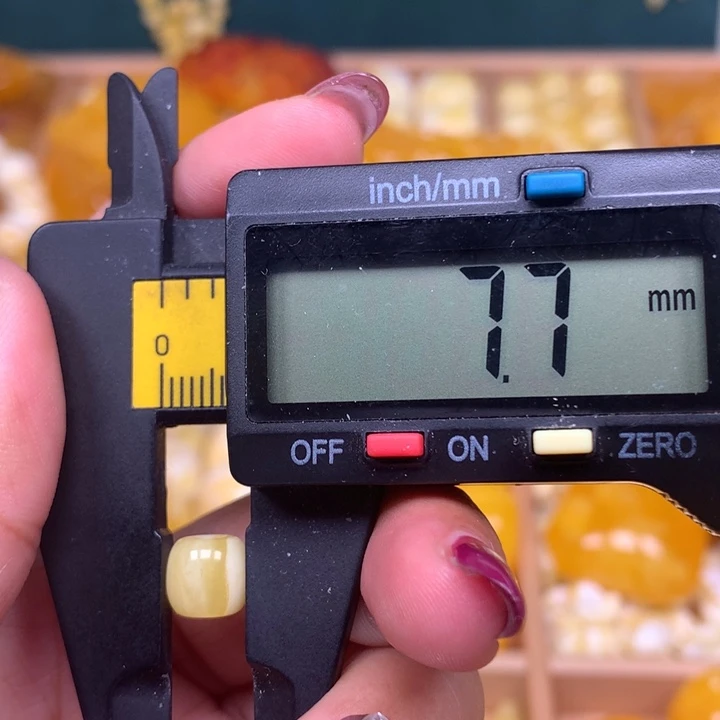 inch/mm
7.7 mm
0
OFF ON ZERO